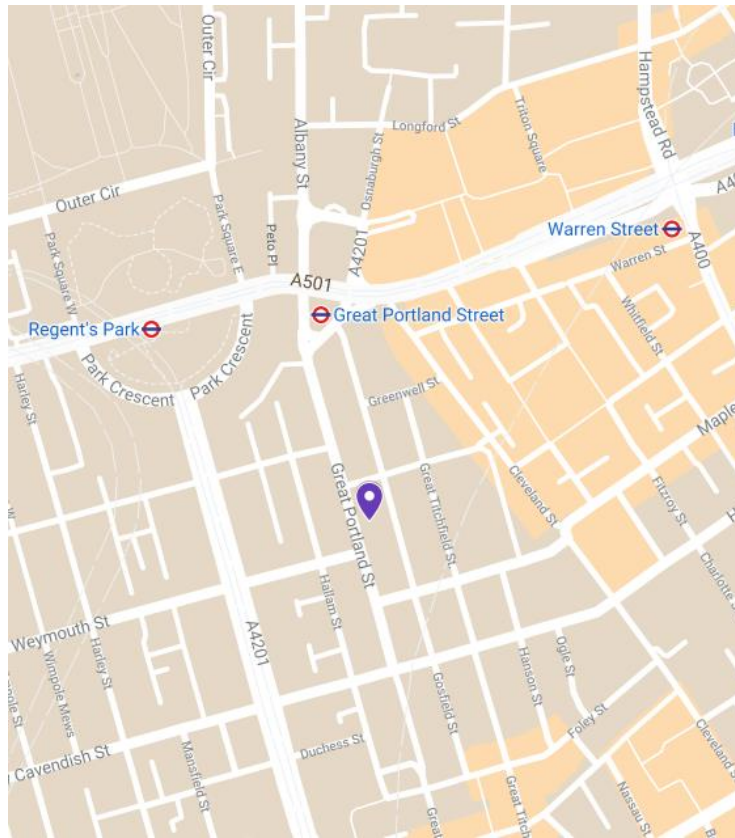 Outer Cir
Albany St
Hampstead Rd
Longford St
Triton Square
Osnaburgh St
Outer Cir
Park Square E
Peto Pl
A4201
Park Square W
Warren Street
Warren St
A400
A501
Great Portland Street
Regent's Park
Whitfield St
Park Crescent
Park Crescent
Harley St
Greenwell St
Maple
Great Portland St
Great Titchfield St
Cleveland St
Fitzroy St
Charlotte
Hallam St
Weymouth St
A4201
Harley St
Wimpole Mews
Gosfield St
Hanson St
Ogle St
Foley St
Duchess St
Cavendish St
Mansfield St
Cleveland St
Nassau St
Great
Great Titc